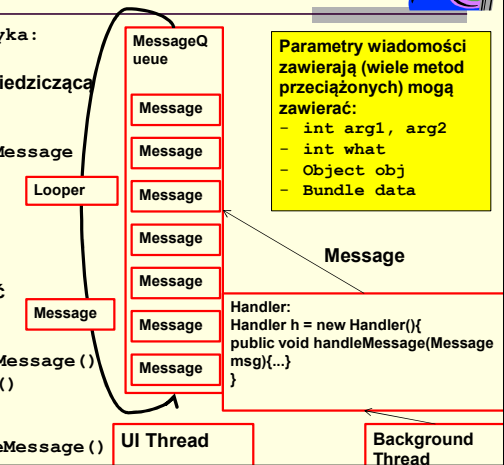 yka:
iedzicząca
Message
ć
Message()
()
eMessage()
MessageQ
ueue
Message
Message
Message
Message
Message
Message
Message
Looper
Message
UI Thread
Parametry wiadomości
zawierają (wiele metod
przeciążonych) mogą
zawierać:
- int arg1, arg2
- int what
- Object obj
- Bundle data
Message
Handler:
Handler h = new Handler(){
public void handleMessage(Message
msg){...}
}
Background
Thread